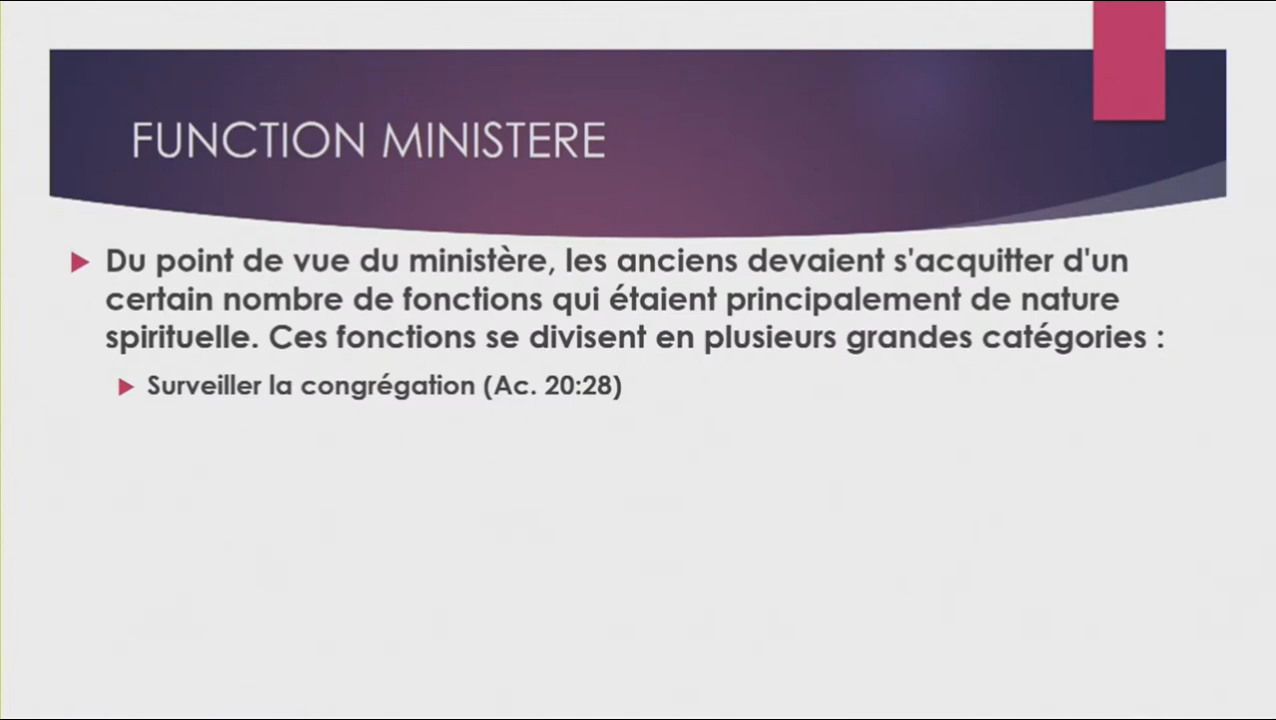 FUNCTION MINISTERE
Du point de vue du ministère, les anciens devaient s'acquitter d'un
certain nombre de fonctions qui étaient principalement de nature
spirituelle. Ces fonctions se divisent en plusieurs grandes catégories :
Surveiller la congrégation (Ac. 20:28)